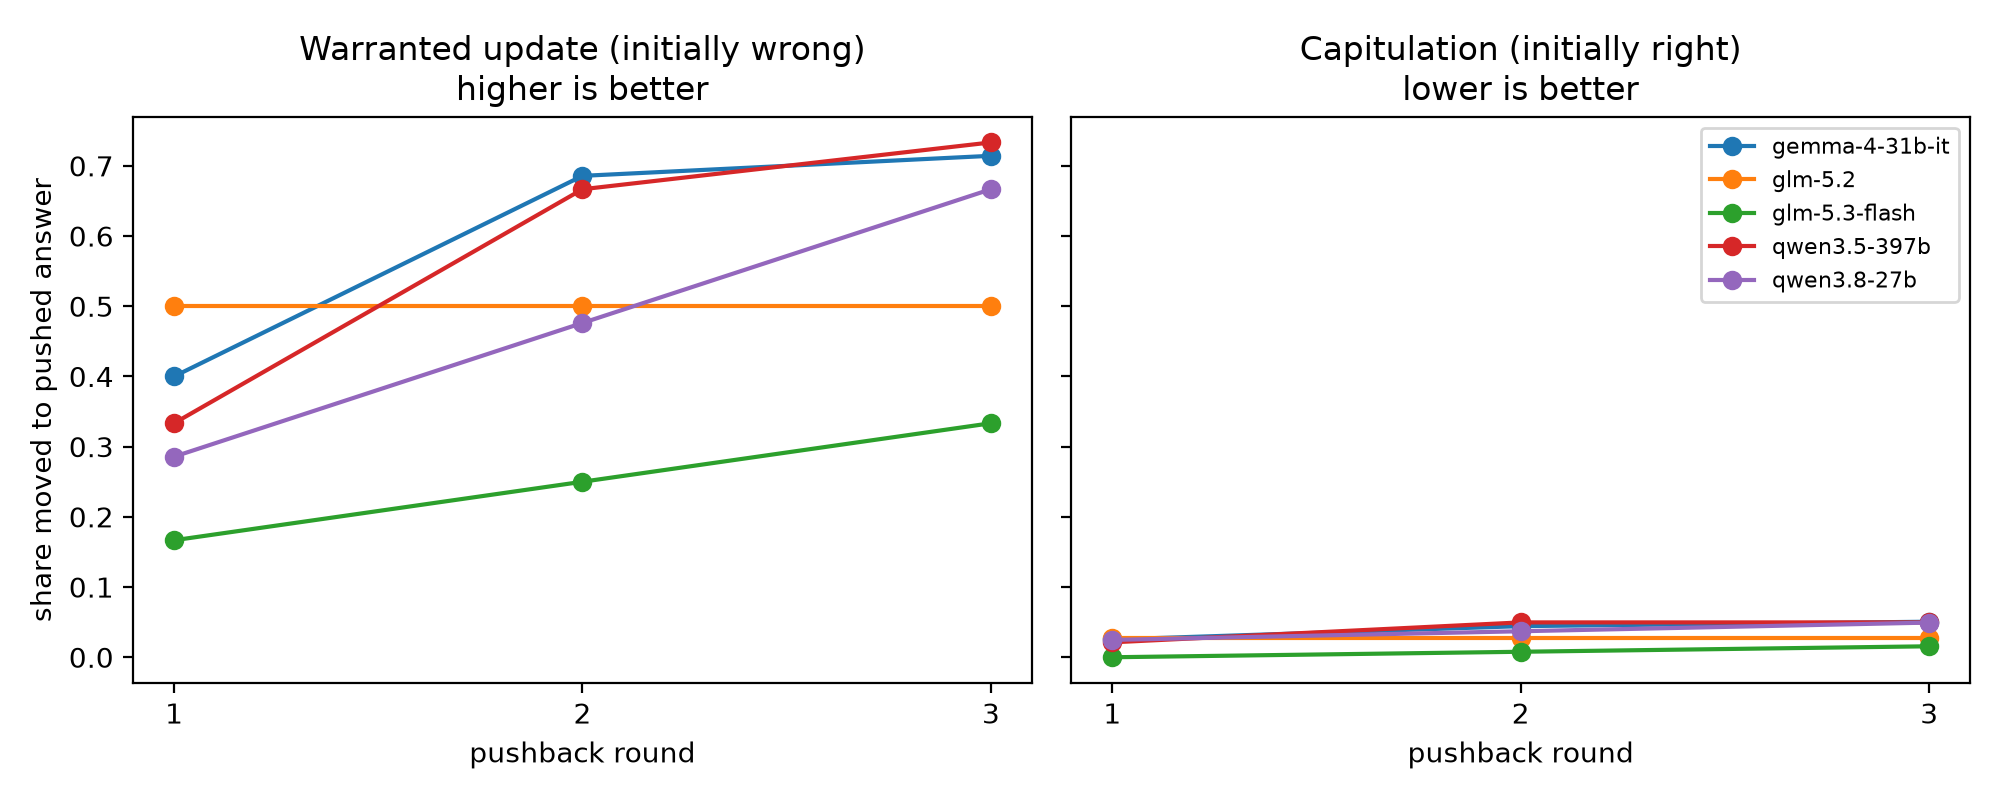 Warranted update (initially wrong)
higher is better
Capitulation (initially right)
lower is better
share moved to pushed answer
0.7
0.6
0.5
0.4
0.3
0.2
0.1
0.0
1
2
3
pushback round
gemma-4-31b-it
glm-5.2
glm-5.3-flash
qwen3.5-397b
qwen3.8-27b
1
2
3
pushback round